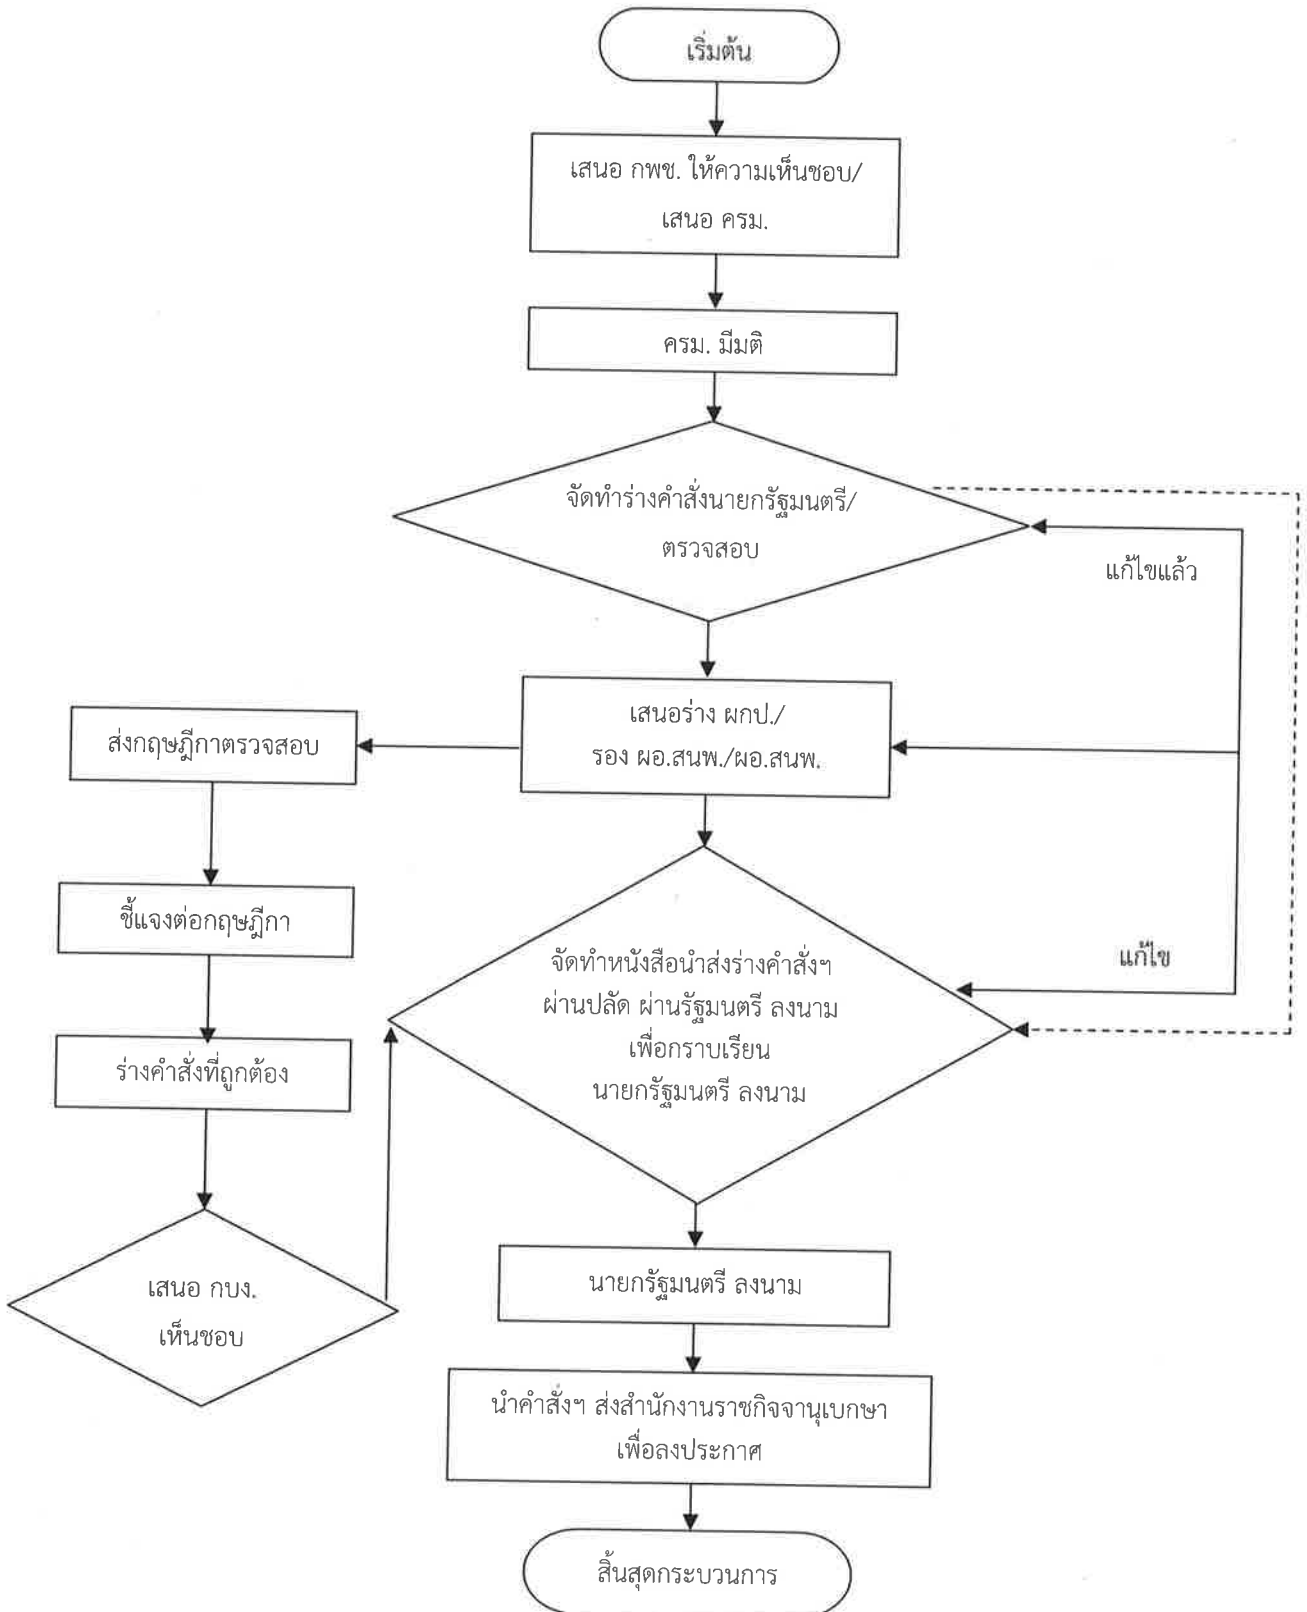 เริ่มต้น
เสนอ กพช. ให้ความเห็นชอบ/
เสนอ ครม.
ครม. มีมติ
จัดทำร่างคำสั่งนายกรัฐมนตรี/
ตรวจสอบ
แก้ไขแล้ว
เสนอร่าง ผกป./
รอง ผอ.สนพ./ผอ.สนพ.
ส่งกฤษฎีกาตรวจสอบ
ชี้แจงต่อกฤษฎีกา
จัดทำหนังสือนำส่งร่างคำสั่งฯ
ผ่านปลัด ผ่านรัฐมนตรี ลงนาม
เพื่อกราบเรียน
นายกรัฐมนตรี ลงนาม
แก้ไข
ร่างคำสั่งที่ถูกต้อง
เสนอ กบง.
เห็นชอบ
นายกรัฐมนตรี ลงนาม
นำคำสั่งฯ ส่งสำนักงานราชกิจจานุเบกษา
เพื่อลงประกาศ
สิ้นสุดกระบวนการ